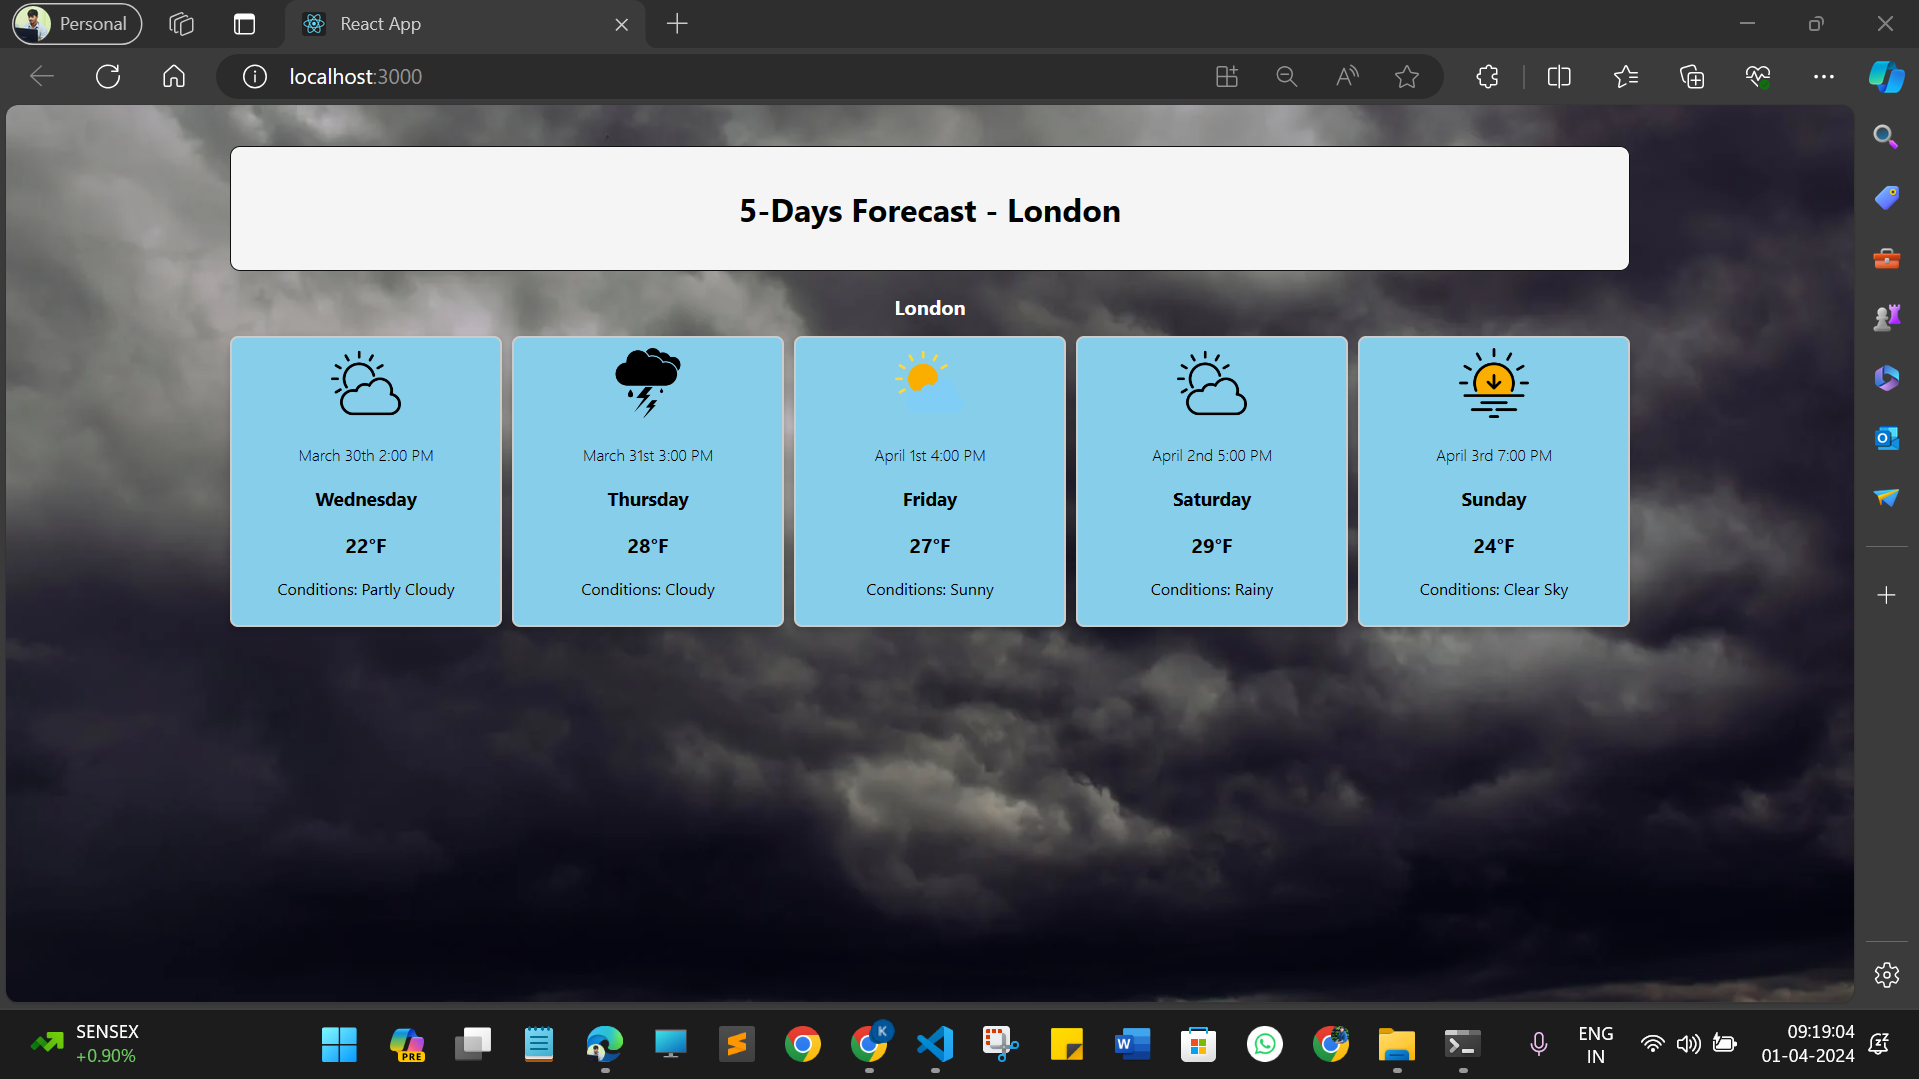 Personal
React App
localhost:3000
5-Days Forecast - London
London
March 30th 2:00 PM
Wednesday
22°F
Conditions: Partly Cloudy
March 31st 3:00 PM
Thursday
28°F
Conditions: Cloudy
April 1st 4:00 PM
Friday
27°F
Conditions: Sunny
April 2nd 5:00 PM
Saturday
29°F
Conditions: Rainy
April 3rd 7:00 PM
Sunday
24°F
Conditions: Clear Sky
SENSEX
+0.90%
PRE
K
W
ENG
IN
09:19:04
01-04-2024